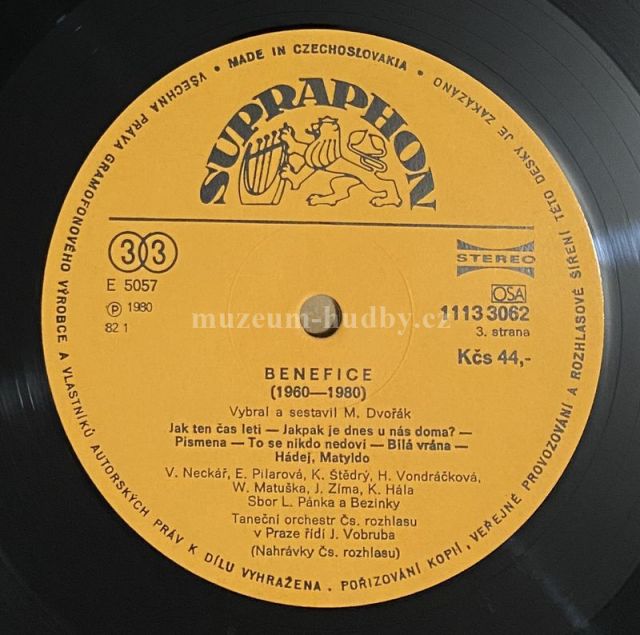 VŠECHNA PRÁVA GRAMOFONOVÉHO VÝROBCE A VLASTNÍKŮ AUTORSKÝCH PRÁV K DÍLU VYHRAŽENA. POŘIZOVÁNÍ KOPIÍ, VEŘEJNÉ PROVOZOVÁNÍ A ROZHLASOVÉ ŠÍŘENÍ TÉTO DESKY JE ZAKÁZÁNO
• MADE IN CZECHOSLOVAKIA •
SUPRAPHON
33
STEREO
E 5057
℗ 1980
82 1
OSA
1113 3062
3. strana
Kčs 44,-
muzeum-hudby.cz
BENEFICE
(1960—1980)
Vybral a sestavil M. Dvořák
Jak ten čas letí — Jakpak je dnes u nás doma? —
Písmena — To se nikdo nedoví — Bílá vrána —
Hádej, Matyldo
V. Neckář, E. Pilarová, K. Štědrý, H. Vondráčková,
W. Matuška, J. Zíma, K. Hála
Sbor L. Pánka a Bezinky
Taneční orchestr Čs. rozhlasu
v Praze řídí J. Vobruba
(Nahrávky Čs. rozhlasu)